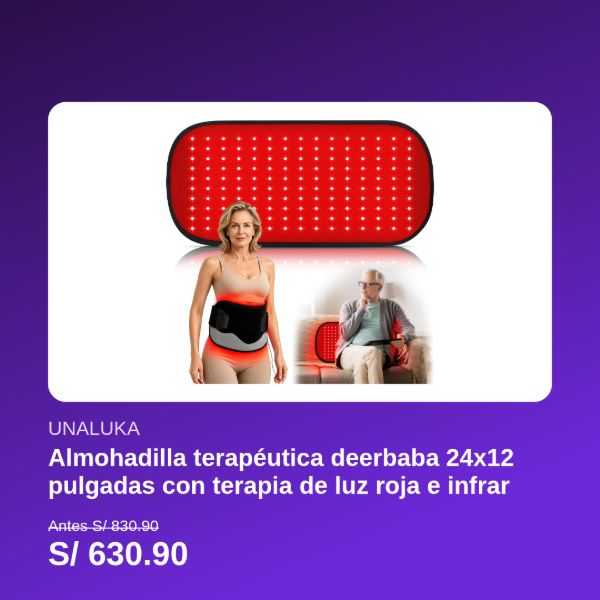 UNALUKA
Almohadilla terapéutica deerbaba 24x12
pulgadas con terapia de luz roja e infrar
Antes S/ 830.90
S/ 630.90